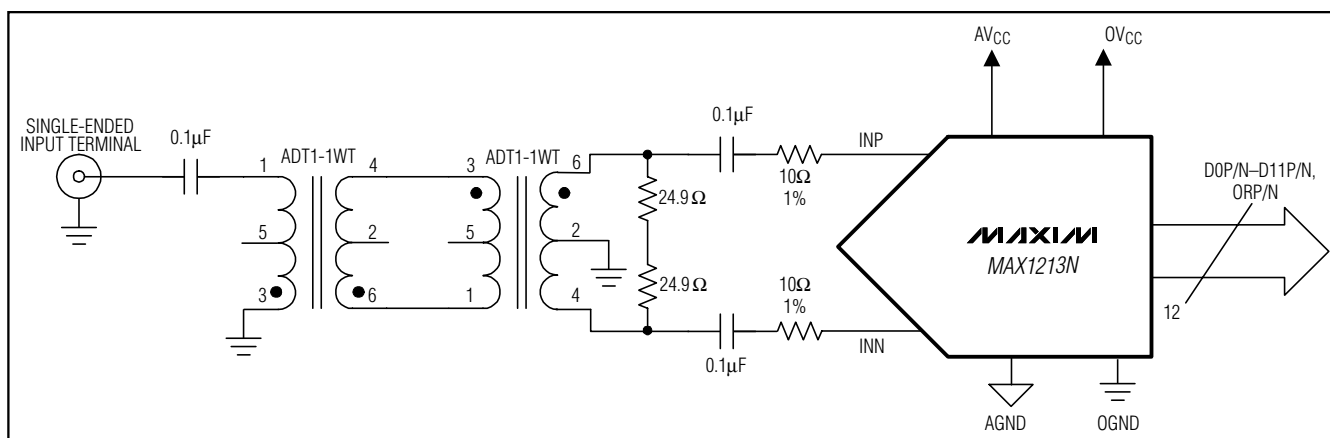 AVCC
OVCC
SINGLE-ENDED
INPUT TERMINAL
0.1µF
1
ADT1-1WT
4
3
ADT1-1WT
6
0.1µF
INP
10Ω
1%
24.9Ω
D0P/N–D11P/N,
ORP/N
5
2
5
2
MAXIM
MAX1213N
24.9Ω
3
6
1
4
10Ω
1%
12
0.1µF
INN
AGND
OGND